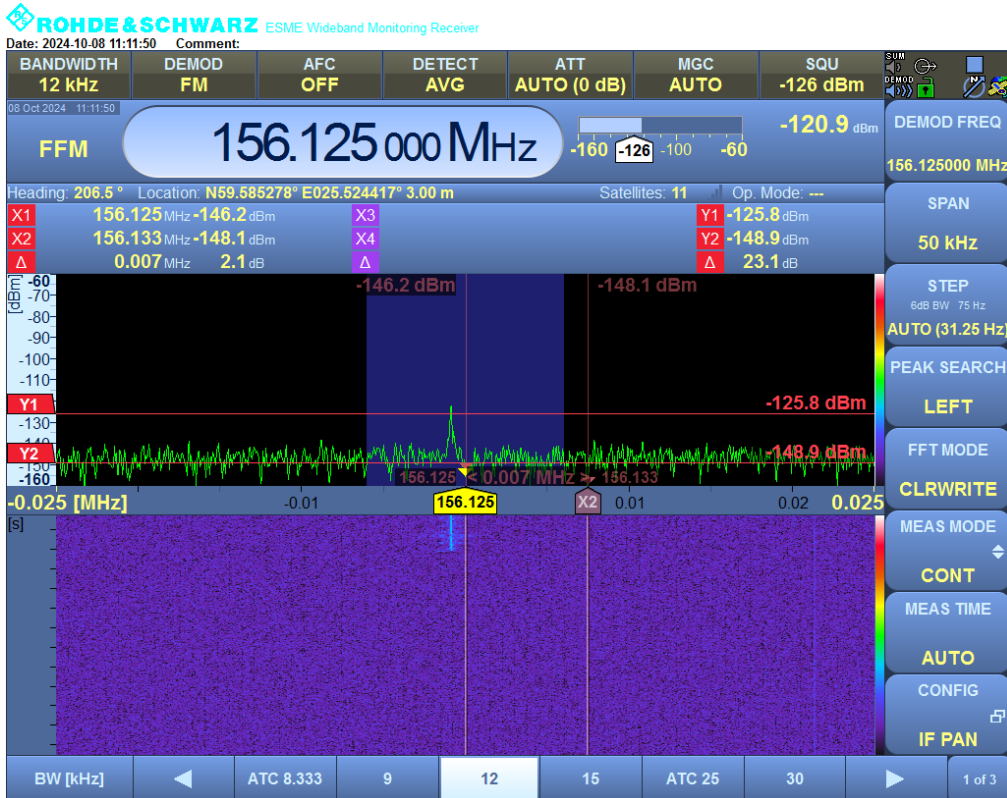 ROHDE & SCHWARZ ESME Wideband Monitoring Receiver
Date: 2024-10-08 11:11:50 Comment:
BANDWIDTH DEMOD AFC DETECT ATT MGC SQU
12 kHz FM OFF AVG AUTO (0 dB) AUTO -126 dBm
SUM
DEMOD
08 Oct 2024 11:11:50
FFM 156.125 000 MHz -120.9 dBm
-160 -126 -100 -60
DEMOD FREQ
156.125000 MHz
Heading: 206.5 ° Location: N59.585278° E025.524417° 3.00 m Satellites: 11 Op. Mode: ---
X1 156.125 MHz -146.2 dBm X3 Y1 -125.8 dBm
X2 156.133 MHz -148.1 dBm X4 Y2 -148.9 dBm
Δ 0.007 MHz 2.1 dB Δ Δ 23.1 dB
SPAN
50 kHz
[dBm]
-60
-70
-80
-90
-100
-110
Y1
-130
-140
Y2
-150
-160
-146.2 dBm -148.1 dBm
-125.8 dBm
-148.9 dBm
156.125 < 0.007 MHz > 156.133
-0.025 [MHz] -0.01 156.125 X2 0.01 0.02 0.025
[s]
STEP
6dB BW 75 Hz
AUTO (31.25 Hz)
PEAK SEARCH
LEFT
FFT MODE
CLRWRITE
MEAS MODE
CONT
MEAS TIME
AUTO
CONFIG
IF PAN
BW [kHz] ATC 8.333 9 12 15 ATC 25 30 1 of 3